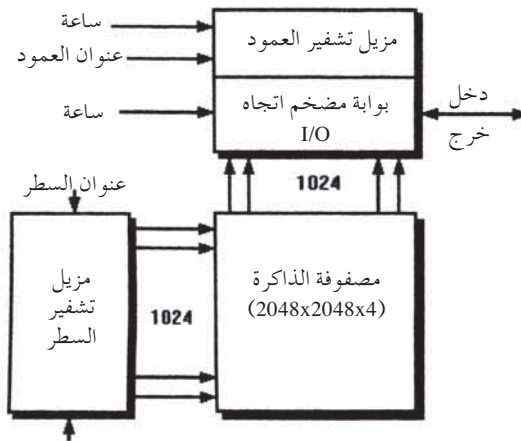 ساعة
عنوان العمود
مزيل تشفير العمود
ساعة
بوابة مضخم اتجاه
I/O
دخل
خرج
1024
عنوان السطر
مزيل
تشفير
السطر
1024
مصفوفة الذاكرة
(2048x2048x4)